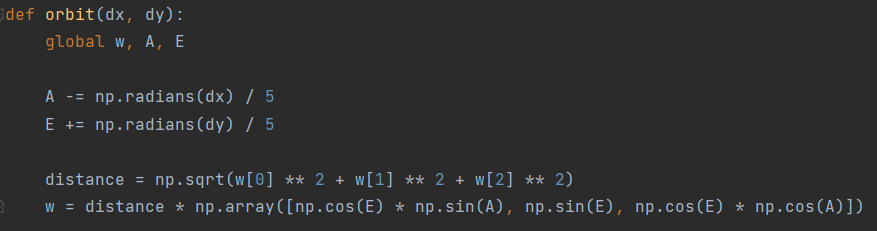 def orbit(dx, dy):
    global w, A, E
    A -= np.radians(dx) / 5
    E += np.radians(dy) / 5
    distance = np.sqrt(w[0] ** 2 + w[1] ** 2 + w[2] ** 2)
    w = distance * np.array([np.cos(E) * np.sin(A), np.sin(E), np.cos(E) * np.cos(A)])